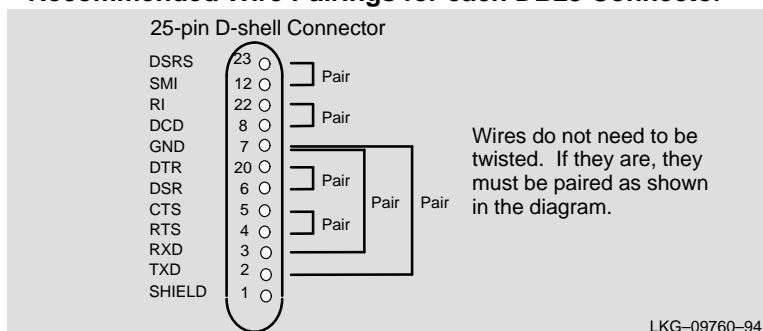 Recommended Wire Pairings for each DB25 Connector
25-pin D-shell Connector
DSRS 23
SMI 12 Pair
RI 22
DCD 8 Pair
GND 7
DTR 20
DSR 6 Pair
CTS 5 Pair Pair
RTS 4 Pair
RXD 3
TXD 2
SHIELD 1
Wires do not need to be
twisted. If they are, they
must be paired as shown
in the diagram.
LKG–09760–94